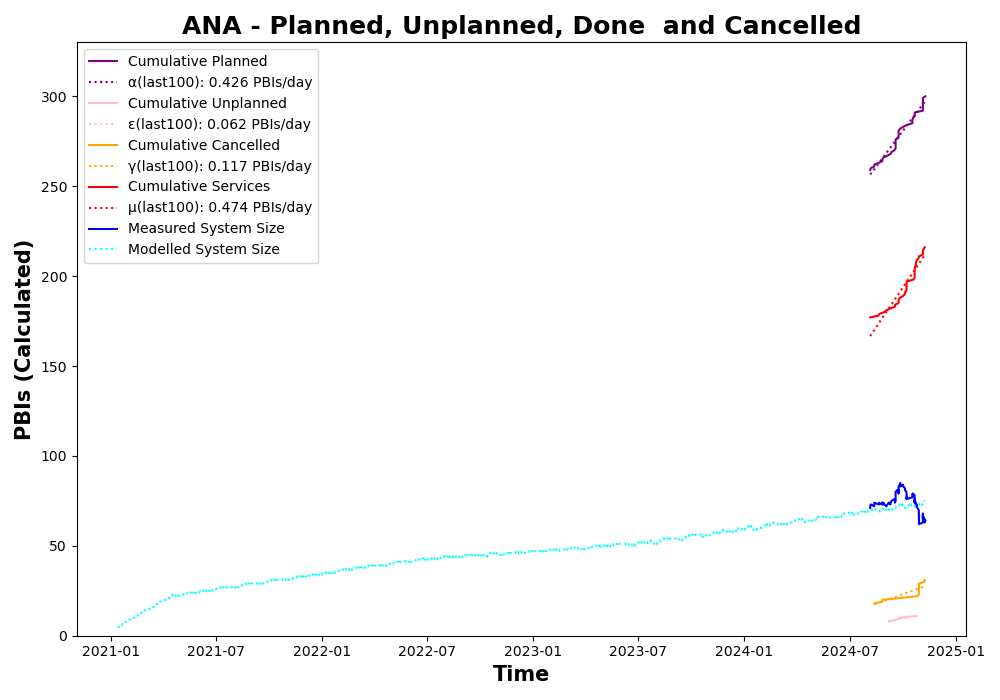 ANA - Planned, Unplanned, Done  and Cancelled
Cumulative Planned
α(last100): 0.426 PBIs/day
Cumulative Unplanned
ε(last100): 0.062 PBIs/day
Cumulative Cancelled
γ(last100): 0.117 PBIs/day
Cumulative Services
μ(last100): 0.474 PBIs/day
Measured System Size
Modelled System Size
PBIs (Calculated)
300
250
200
150
100
50
0
2021-01 2021-07 2022-01 2022-07 2023-01 2023-07 2024-01 2024-07 2025-01
Time